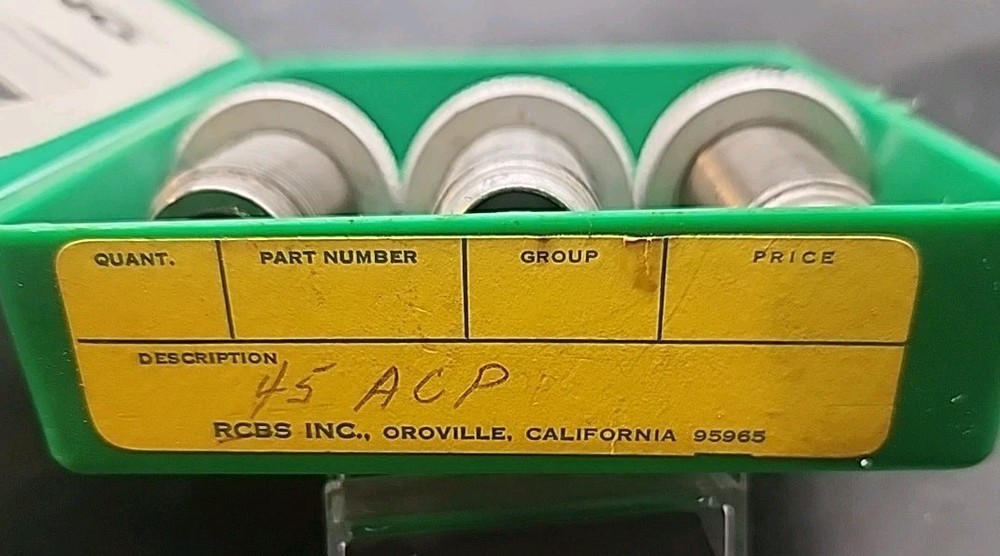 QUANT. PART NUMBER GROUP PRICE
DESCRIPTION
45 ACP
RCBS INC., OROVILLE, CALIFORNIA 95965